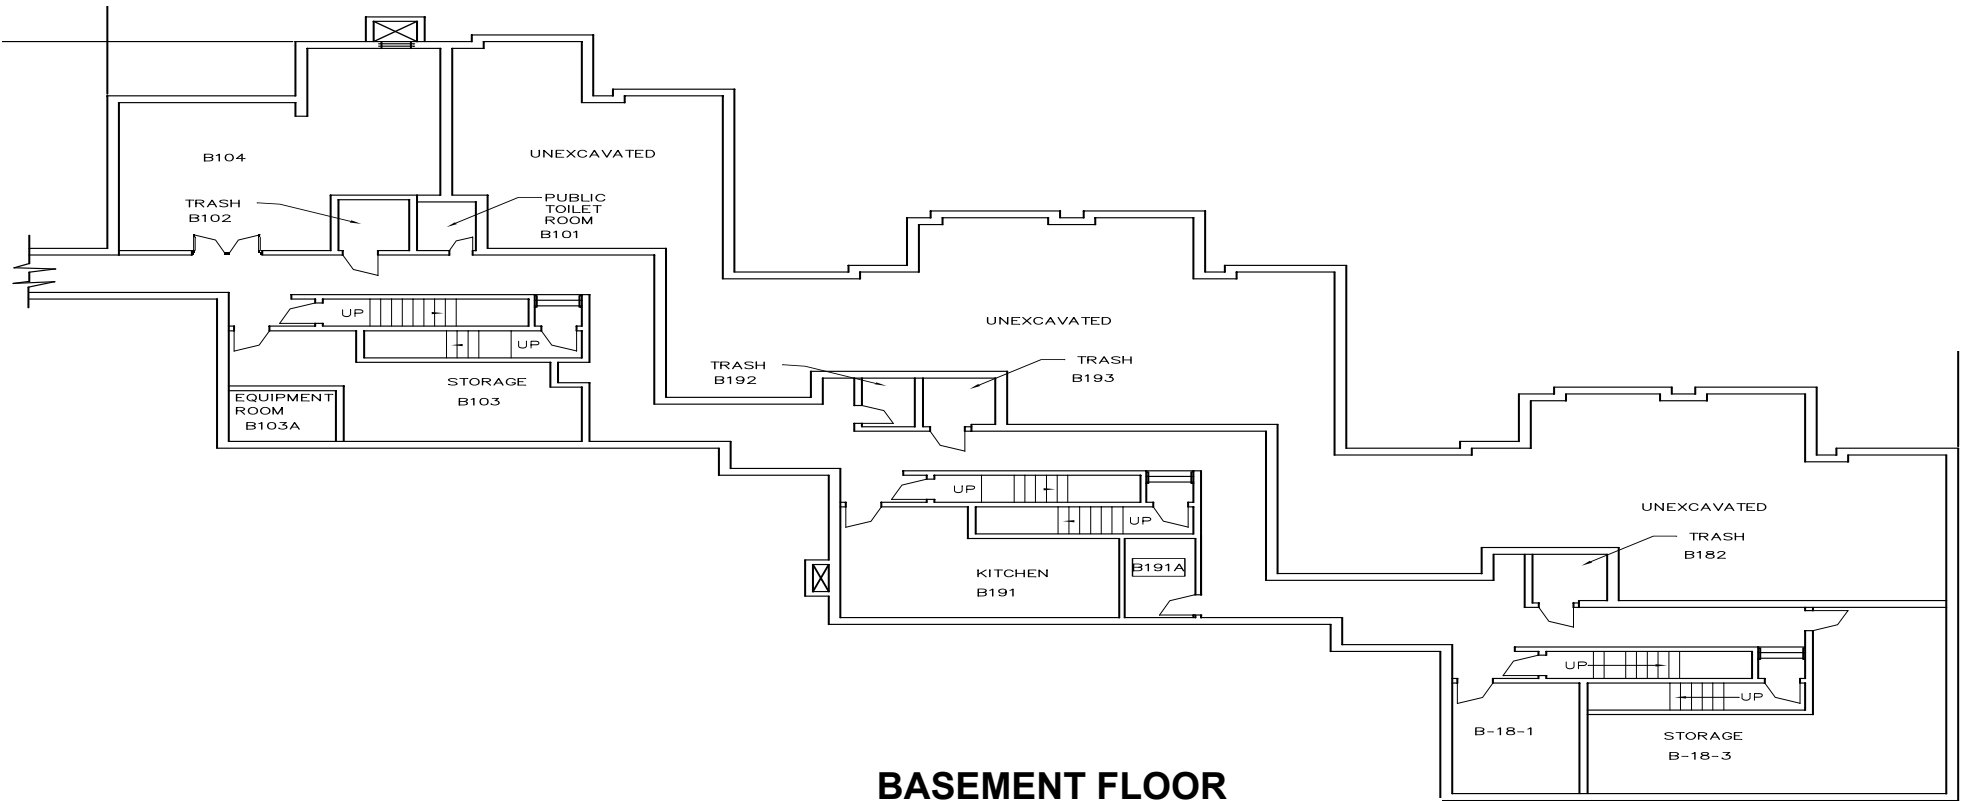 B104
UNEXCAVATED
TRASH
B102
PUBLIC
TOILET
ROOM
B101
UP
UP
STORAGE
B103
EQUIPMENT
ROOM
B103A
UNEXCAVATED
TRASH
B192
TRASH
B193
UP
UP
KITCHEN
B191
B191A
UNEXCAVATED
TRASH
B182
UP
UP
B-18-1
STORAGE
B-18-3
BASEMENT FLOOR